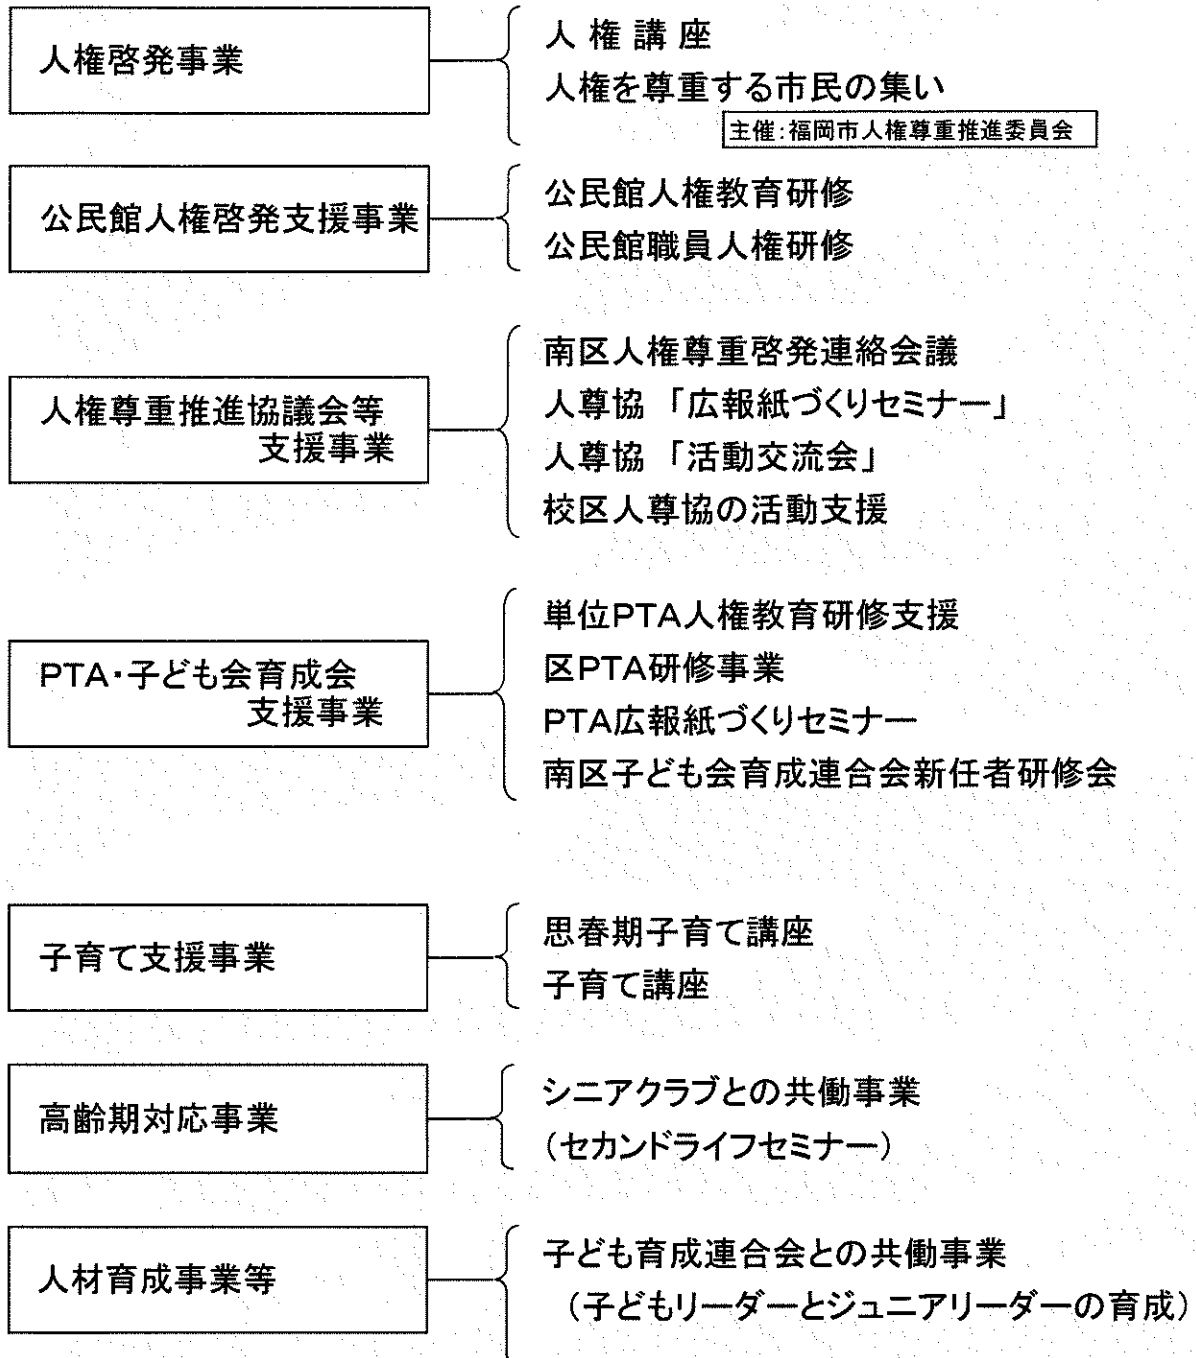 人権啓発事業
人 権 講 座
人権を尊重する市民の集い
主催:福岡市人権尊重推進委員会
公民館人権啓発支援事業
公民館人権教育研修
公民館職員人権研修
人権尊重推進協議会等
支援事業
南区人権尊重啓発連絡会議
人尊協 「広報紙づくりセミナー」
人尊協 「活動交流会」
校区人尊協の活動支援
PTA・子ども会育成会
支援事業
単位PTA人権教育研修支援
区PTA研修事業
PTA広報紙づくりセミナー
南区子ども会育成連合会新任者研修会
子育て支援事業
思春期子育て講座
子育て講座
高齢期対応事業
シニアクラブとの共働事業
(セカンドライフセミナー)
人材育成事業等
子ども育成連合会との共働事業
(子どもリーダーとジュニアリーダーの育成)